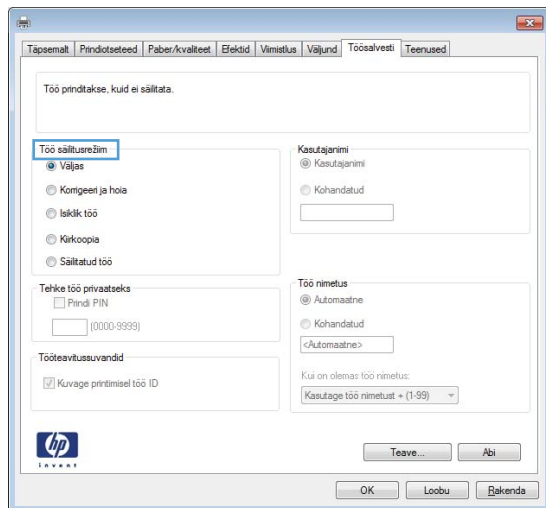 Täpsemalt
Prindiotseteed
Paber/kvaliteet
Efektid
Viimistlus
Väljund
Töösalvesti
Teenused
Töö prinditakse, kuid ei säilitata.
Töö säilitusrežiim
Väljas
Korrigeeri ja hoia
Isiklik töö
Kiirkoopia
Säilitatud töö
Tehke töö privaatseks
Prindi PIN
(0000-9999)
Tööteavitussuvandid
Kuvage printimisel töö ID
Kasutajanimi
Kasutajanimi
Kohandatud
Töö nimetus
Automaatne
Kohandatud
<Automaatne>
Kui on olemas töö nimetus:
Kasutage töö nimetust + (1-99)
hp
invent
Teave...
Abi
OK
Loobu
Rakenda